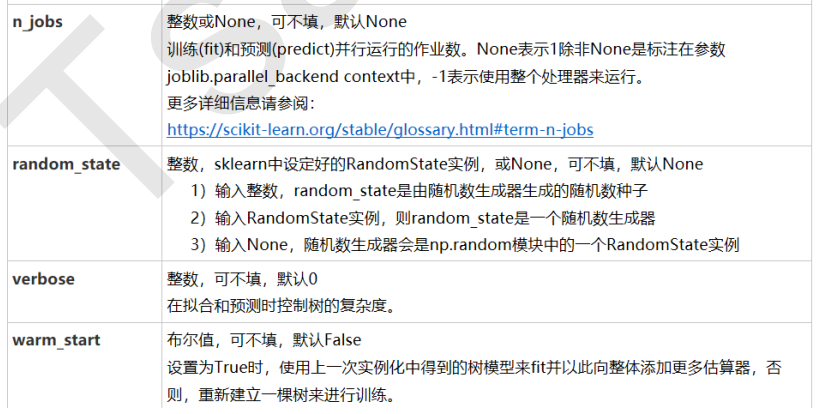 n_jobs
整数或None，可不填，默认None
训练(fit)和预测(predict)并行运行的作业数。None表示1除非None是标注在参数
joblib.parallel_backend context中，-1表示使用整个处理器来运行。
更多详细信息请参阅：
https://scikit-learn.org/stable/glossary.html#term-n-jobs
random_state
整数，sklearn中设定好的RandomState实例，或None，可不填，默认None
1）输入整数，random_state是由随机数生成器生成的随机数种子
2）输入RandomState实例，则random_state是一个随机数生成器
3）输入None，随机数生成器会是np.random模块中的一个RandomState实例
verbose
整数，可不填，默认0
在拟合和预测时控制树的复杂度。
warm_start
布尔值，可不填，默认False
设置为True时，使用上一次实例化中得到的树模型来fit并以此向整体添加更多估算器，否
则，重新建立一棵树来进行训练。